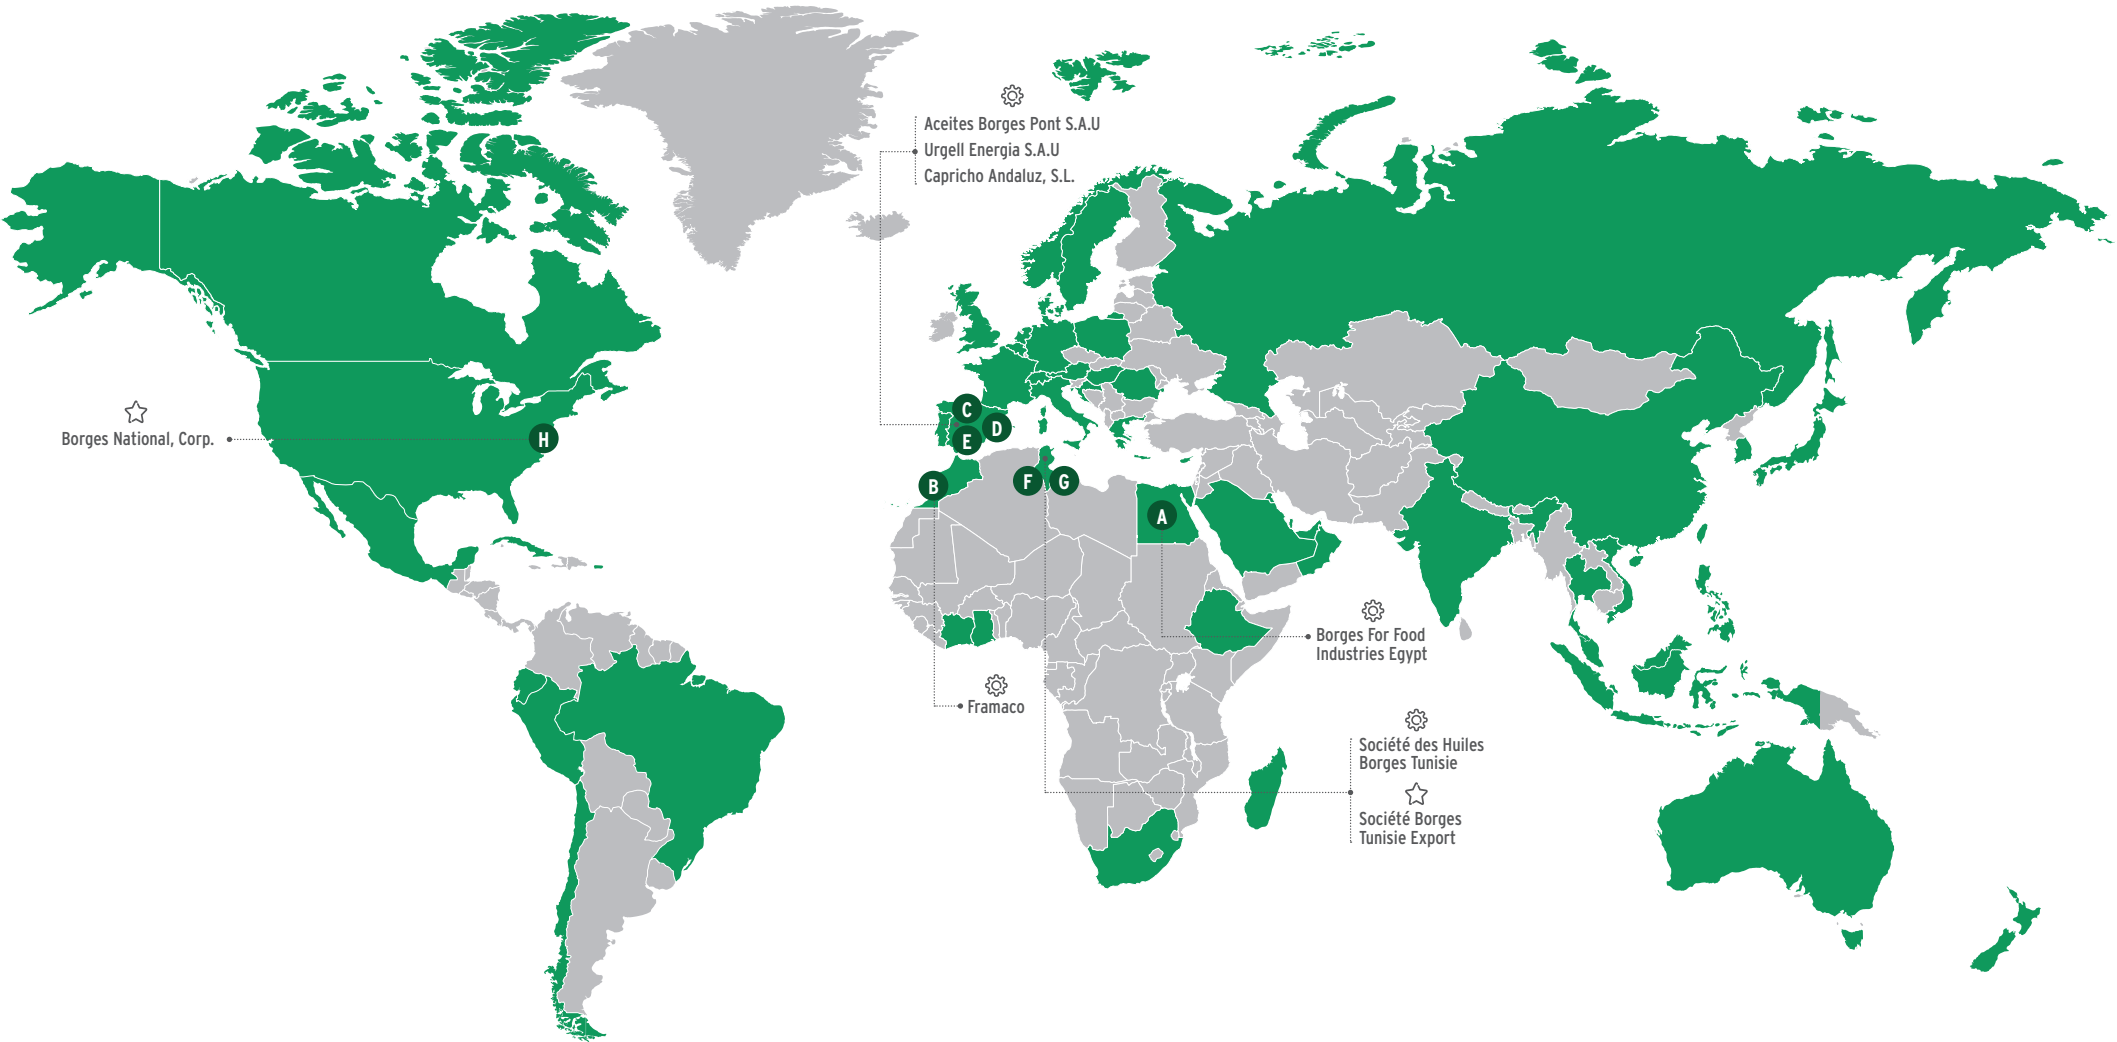 Aceites Borges Pont S.A.U
Urgell Energia S.A.U
Capricho Andaluz, S.L.
Borges National, Corp.
H
C
D
E
B
F
G
A
Borges For Food
Industries Egypt
Framaco
Société des Huiles
Borges Tunisie
Société Borges
Tunisie Export